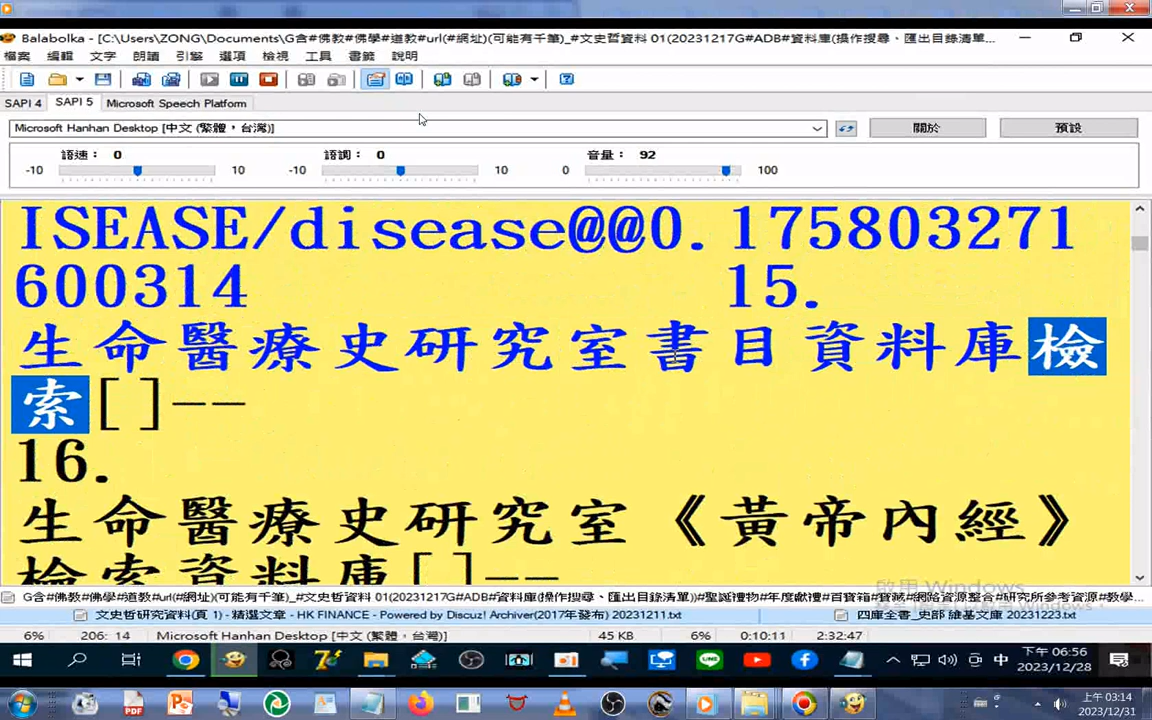 Balabolka - [C:\Users\ZONG\Documents\G含#佛教#佛學#道教#url(#網址)(可能有千筆)_#文史哲資料 01(20231217G#ADB#資料庫(操作搜尋、匯出目錄清單...
檔案 編輯 文字 朗讀 引擎 選項 檢視 工具 書籤 說明
SAPI 4 SAPI 5 Microsoft Speech Platform
Microsoft Hanhan Desktop [中文 (繁體，台灣)] 關於 預設
語速： 0 語調： 0 音量： 92
-10 10 -10 10 0 100
ISEASE/disease@@0.175803271
600314 15.
生命醫療史研究室書目資料庫檢
索[]--
16.
生命醫療史研究室《黃帝內經》
檢索資料庫[]--
啟用 Windows
G含#佛教#佛學#道教#url(#網址)(可能有千筆)_#文史哲資料 01(20231217G#ADB#資料庫(操作搜尋、匯出目錄清單))#聖誕禮物#年度獻禮#百寶箱#寶藏#網路資源整合#研究所參考資源#教學...
文史哲研究資料(頁 1) - 精選文章 - HK FINANCE - Powered by Discuz! Archiver(2017年發布) 20231211.txt 四庫全書_史部 維基文庫 20231223.txt
6% 206: 14 Microsoft Hanhan Desktop [中文 (繁體，台灣)] 45 KB 6% 0:10:11 2:32:47
中 下午 06:56
2023/12/28
上午 03:14
2023/12/31